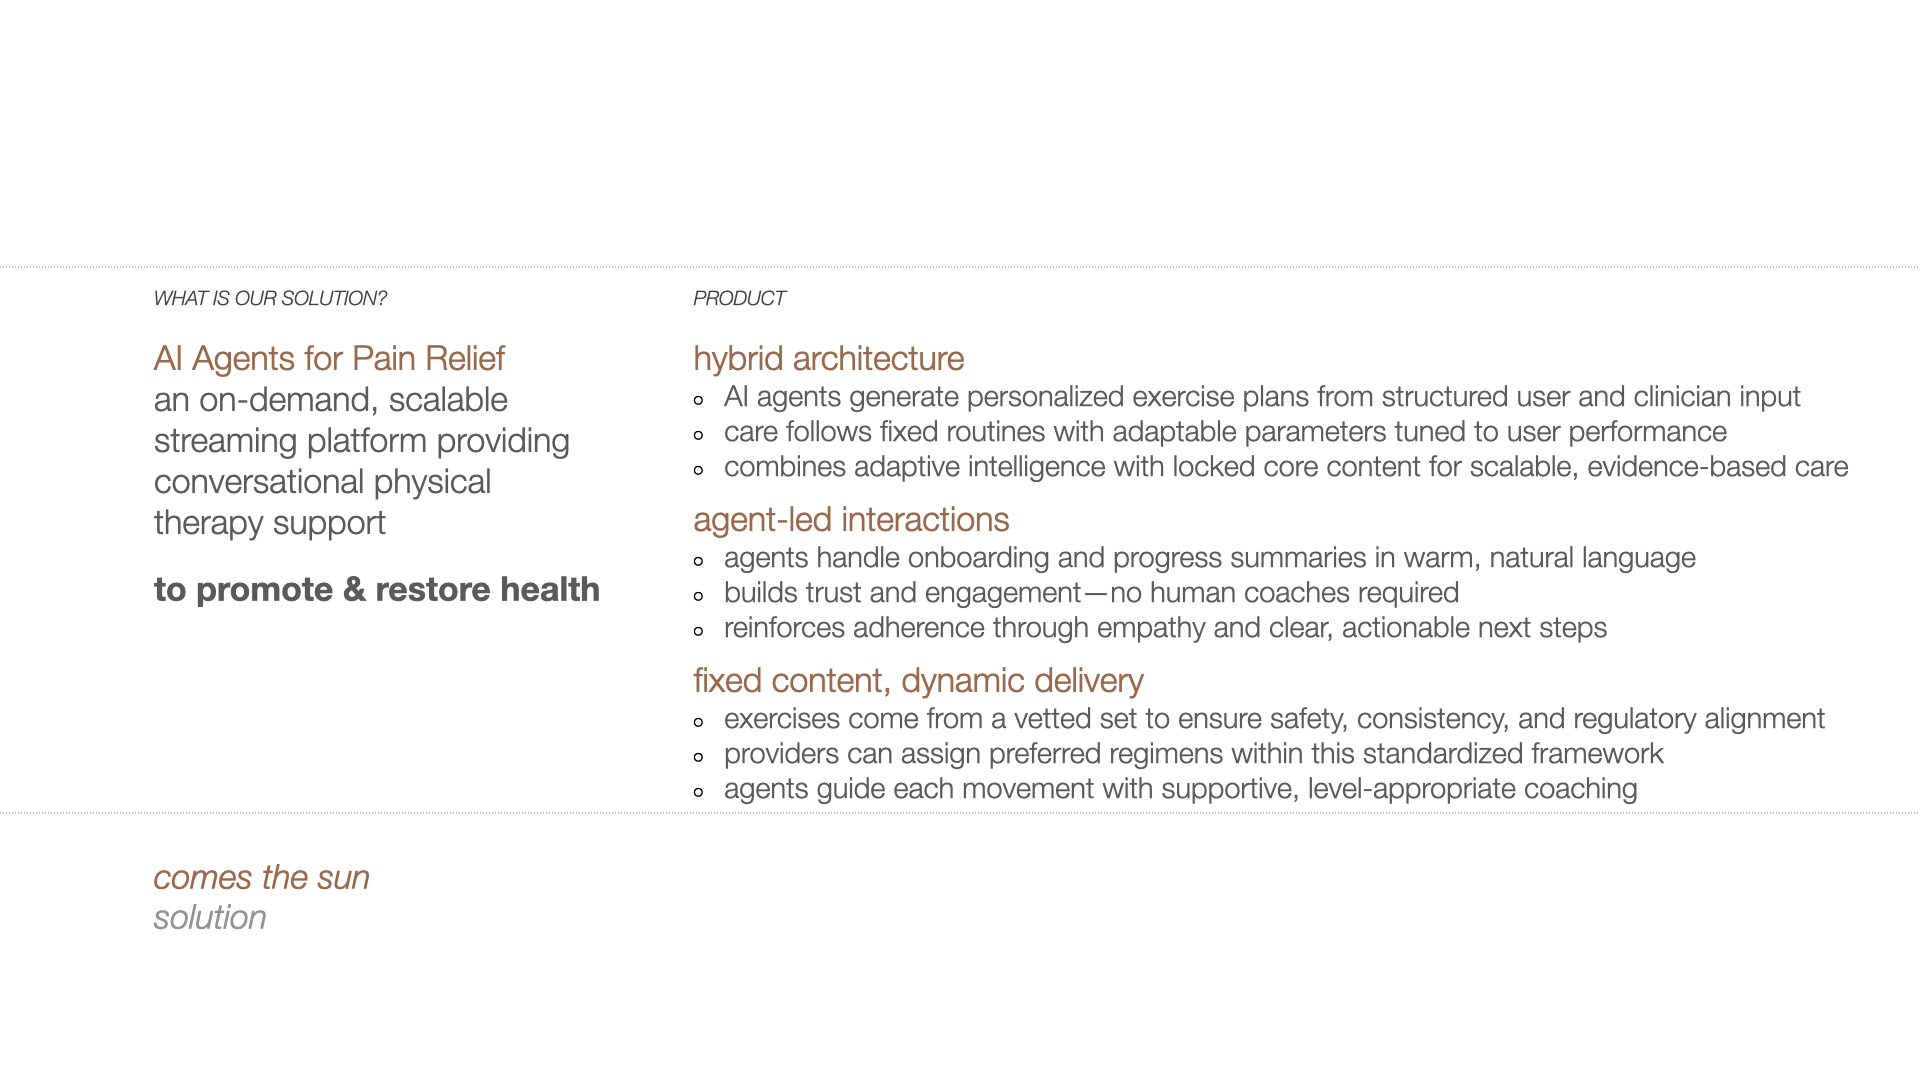 WHAT IS OUR SOLUTION?
AI Agents for Pain Relief
an on-demand, scalable
streaming platform providing
conversational physical
therapy support
to promote & restore health
PRODUCT
hybrid architecture
AI agents generate personalized exercise plans from structured user and clinician input
care follows fixed routines with adaptable parameters tuned to user performance
combines adaptive intelligence with locked core content for scalable, evidence-based care
agent-led interactions
agents handle onboarding and progress summaries in warm, natural language
builds trust and engagement—no human coaches required
reinforces adherence through empathy and clear, actionable next steps
fixed content, dynamic delivery
exercises come from a vetted set to ensure safety, consistency, and regulatory alignment
providers can assign preferred regimens within this standardized framework
agents guide each movement with supportive, level-appropriate coaching
comes the sun
solution